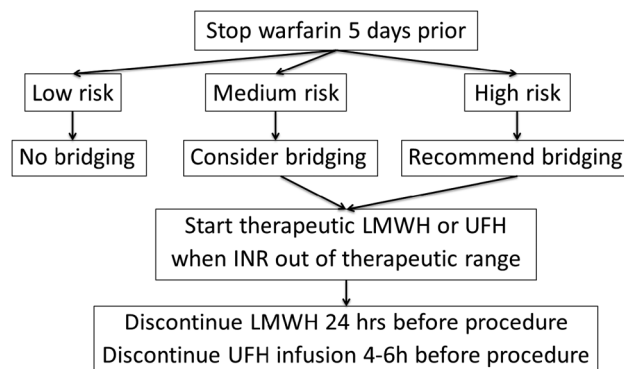 Stop warfarin 5 days prior
Low risk
Medium risk
High risk
No bridging
Consider bridging
Recommend bridging
Start therapeutic LMWH or UFH
when INR out of therapeutic range
Discontinue LMWH 24 hrs before procedure
Discontinue UFH infusion 4-6h before procedure